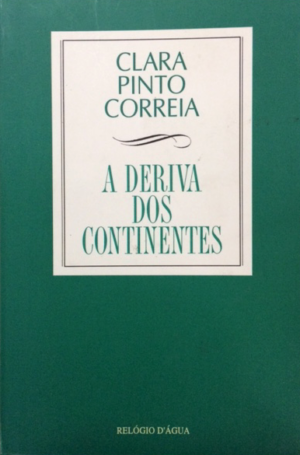 CLARA
PINTO
CORREIA
A DERIVA
DOS
CONTINENTES
RELÓGIO D'ÁGUA